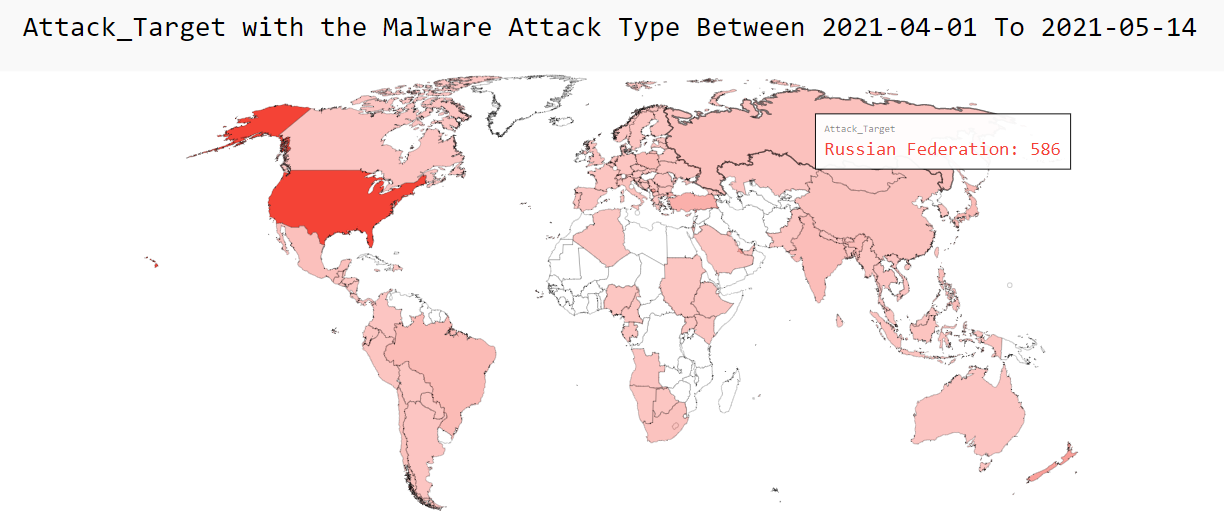 Attack_Target with the Malware Attack Type Between 2021-04-01 To 2021-05-14
Attack_Target
Russian Federation: 586